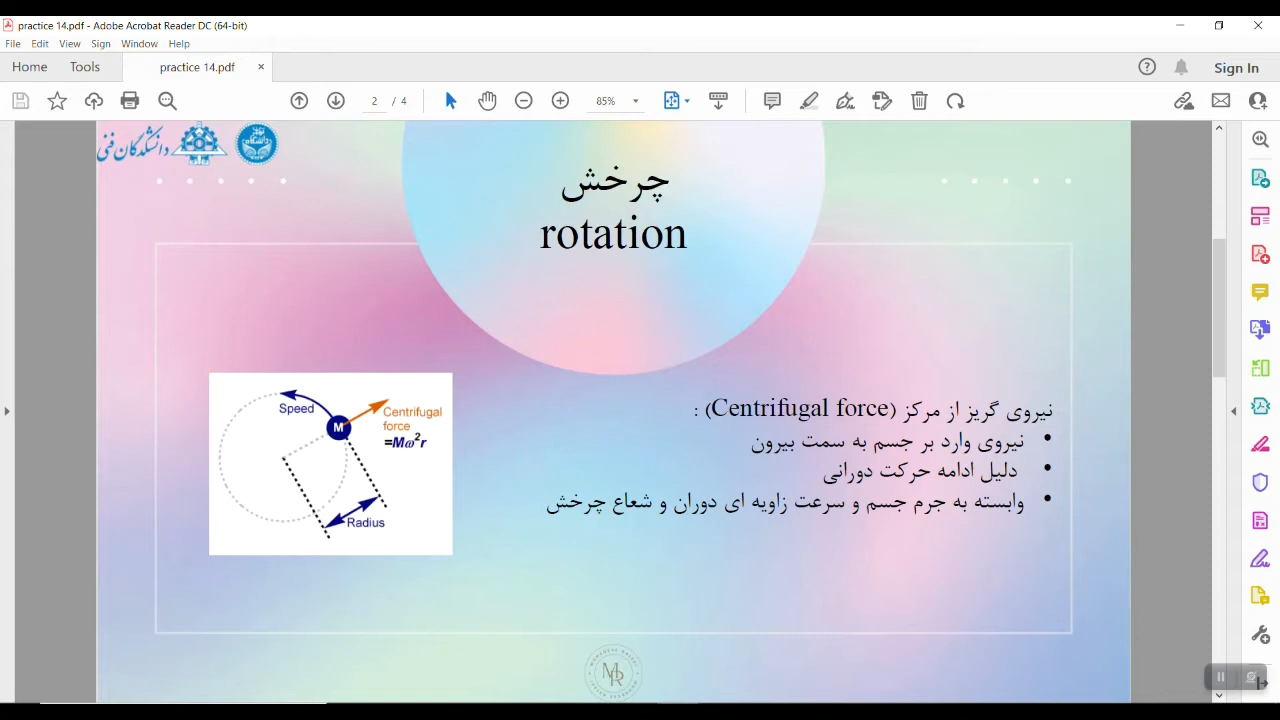 practice 14.pdf - Adobe Acrobat Reader DC (64-bit)
File Edit View Sign Window Help
Home Tools practice 14.pdf × Sign In
2 / 4 85%
دانشکدگان فنی
چرخش
rotation
Speed
M
Centrifugal
force
=Mω²r
Radius
نیروی گریز از مرکز (Centrifugal force) :
• نیروی وارد بر جسم به سمت بیرون
• دلیل ادامه حرکت دورانی
• وابسته به جرم جسم و سرعت زاویه ای دوران و شعاع چرخش
MR